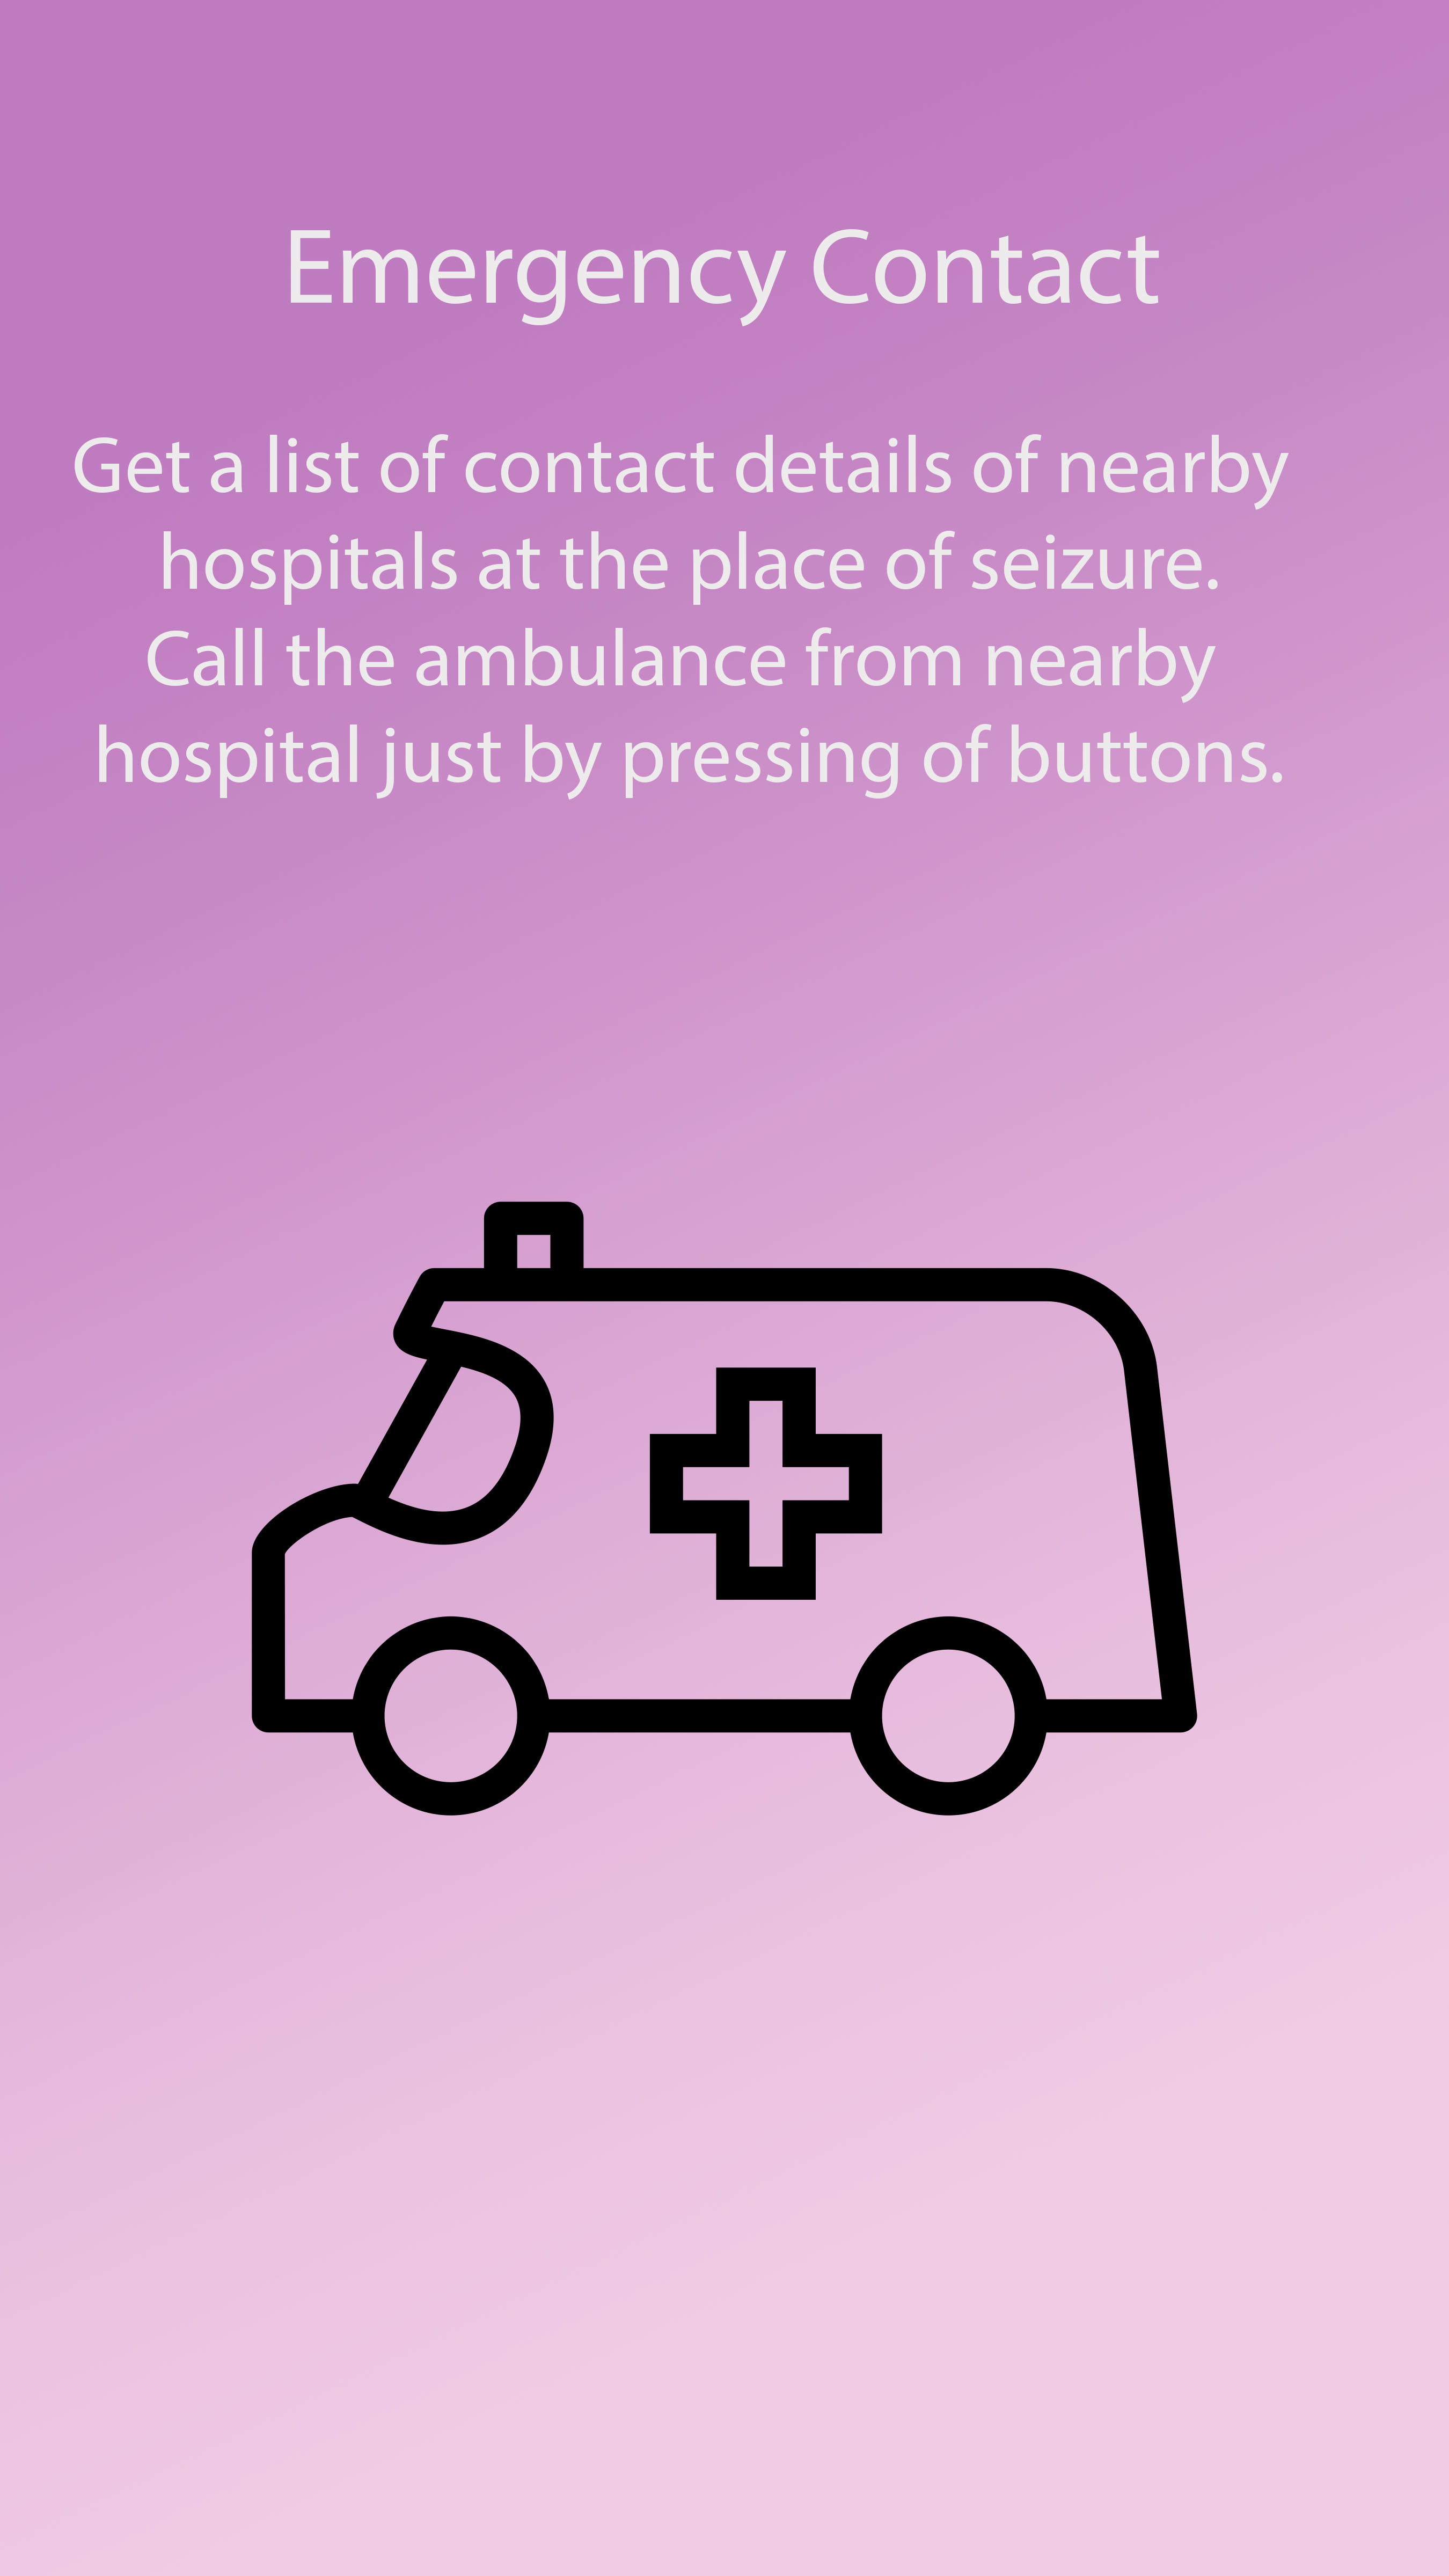 Emergency Contact
Get a list of contact details of nearby
hospitals at the place of seizure.
Call the ambulance from nearby
hospital just by pressing of buttons.